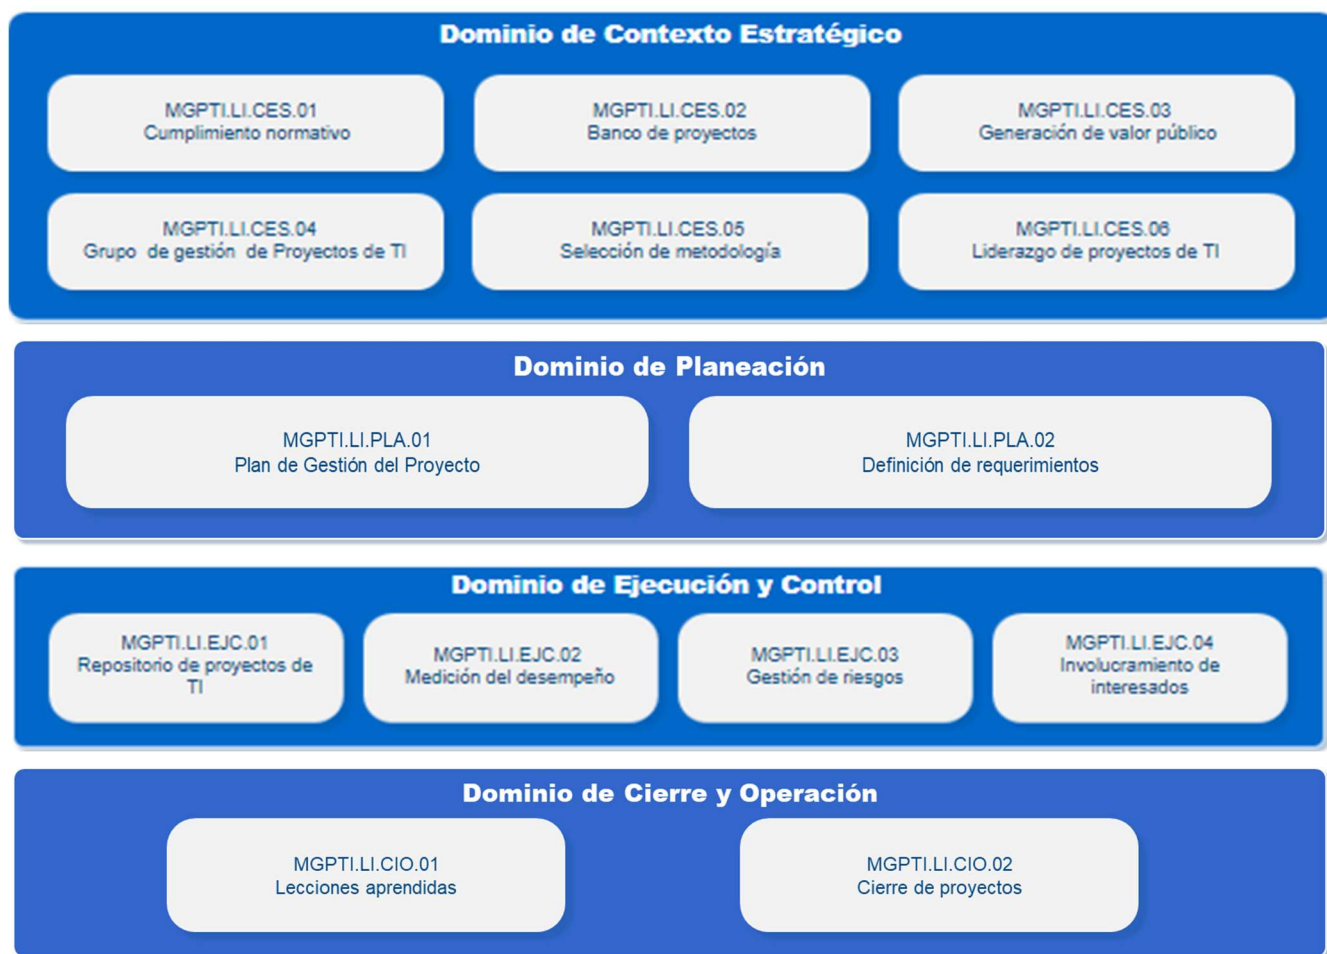 Dominio de Contexto Estratégico
MGPTI.LI.CES.01
Cumplimiento normativo
MGPTI.LI.CES.02
Banco de proyectos
MGPTI.LI.CES.03
Generación de valor público
MGPTI.LI.CES.04
Grupo de gestión de Proyectos de TI
MGPTI.LI.CES.05
Selección de metodología
MGPTI.LI.CES.06
Liderazgo de proyectos de TI
Dominio de Planeación
MGPTI.LI.PLA.01
Plan de Gestión del Proyecto
MGPTI.LI.PLA.02
Definición de requerimientos
Dominio de Ejecución y Control
MGPTI.LI.EJC.01
Repositorio de proyectos de
TI
MGPTI.LI.EJC.02
Medición del desempeño
MGPTI.LI.EJC.03
Gestión de riesgos
MGPTI.LI.EJC.04
Involucramiento de
interesados
Dominio de Cierre y Operación
MGPTI.LI.CIO.01
Lecciones aprendidas
MGPTI.LI.CIO.02
Cierre de proyectos